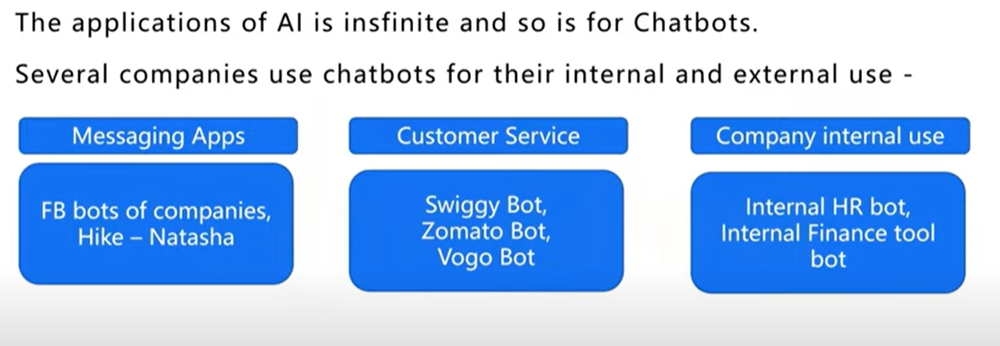 The applications of AI is insfinite and so is for Chatbots.
Several companies use chatbots for their internal and external use -
Messaging Apps
FB bots of companies,
Hike – Natasha
Customer Service
Swiggy Bot,
Zomato Bot,
Vogo Bot
Company internal use
Internal HR bot,
Internal Finance tool
bot